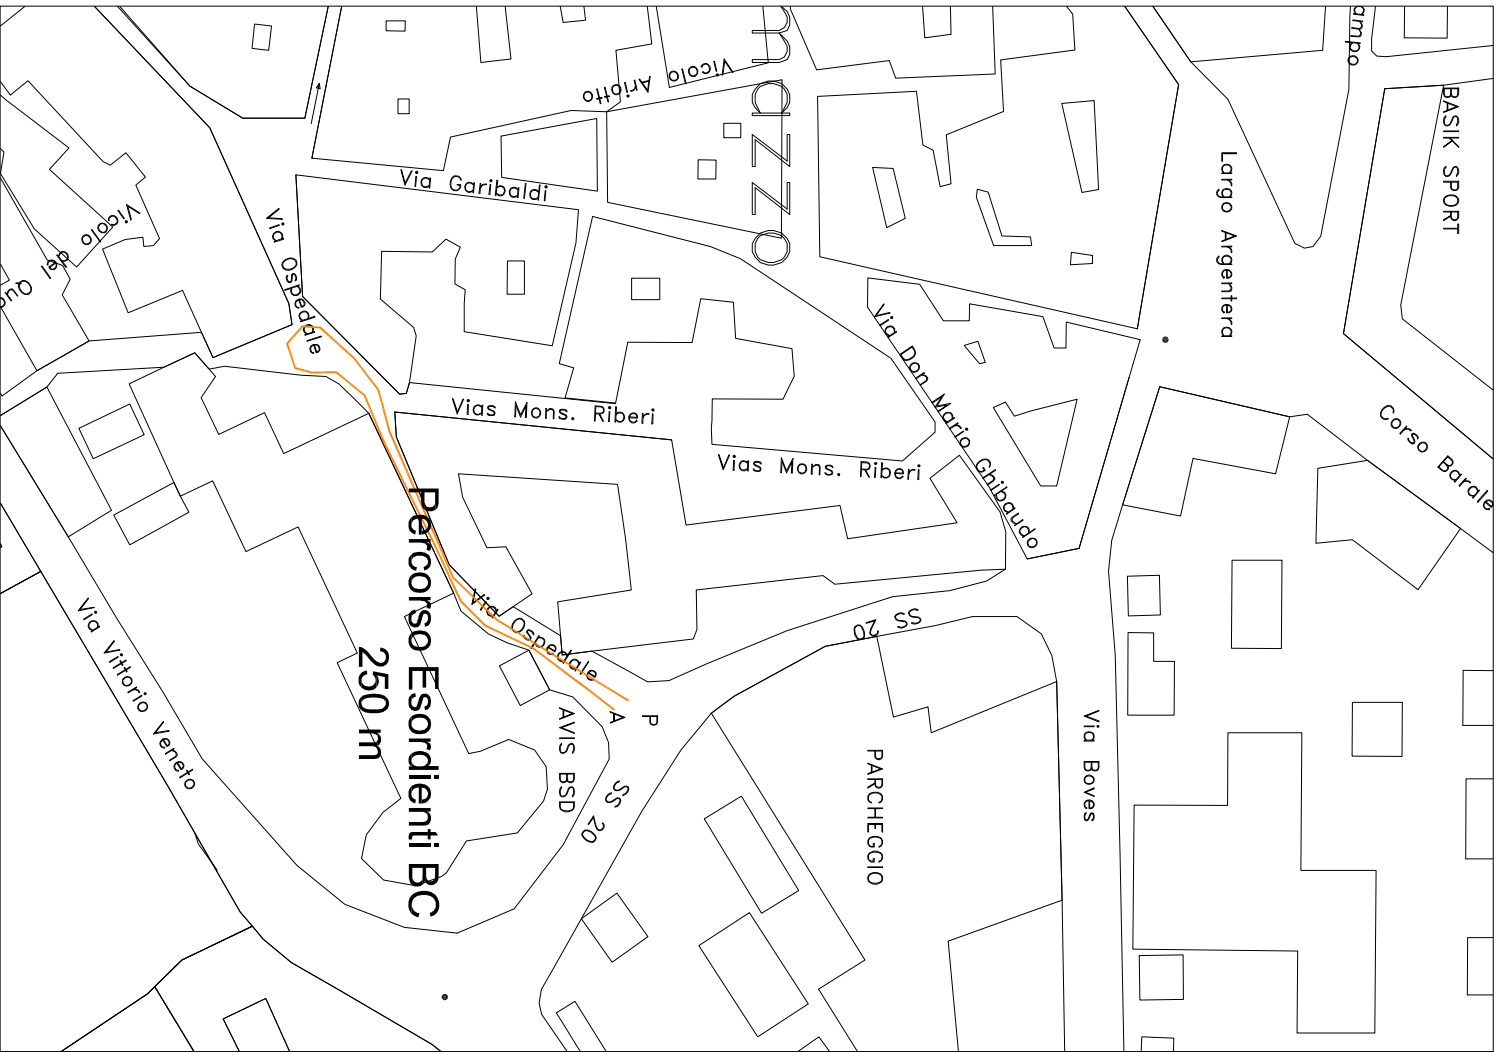 ampo
BASIK SPORT
Largo Argentera
Corso Barale
Vicolo Ariotto
Via Garibaldi
Via Ospedale
Vicolo del
Vias Mons. Riberi
Vias Mons. Riberi
Via Don Mario Ghibaudo
Percorso Esordienti BC
250 m
Via Ospedale
A
P
AVIS BSD
SS 20
SS 20
Via Boves
PARCHEGGIO
Via Vittorio Veneto